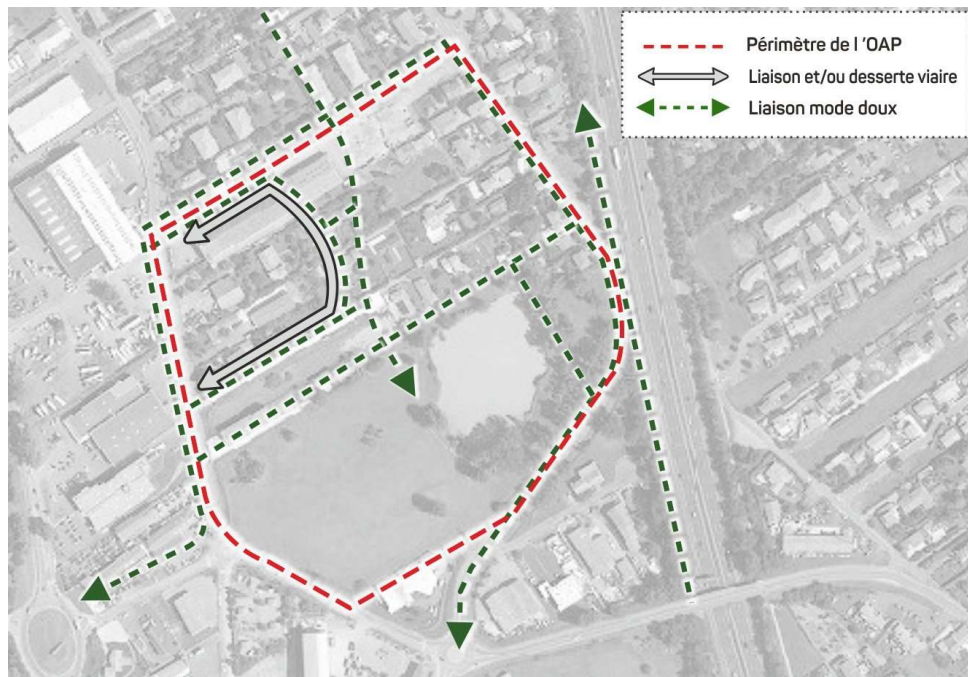 Périmètre de l 'OAP
Liaison et/ou desserte viaire
Liaison mode doux